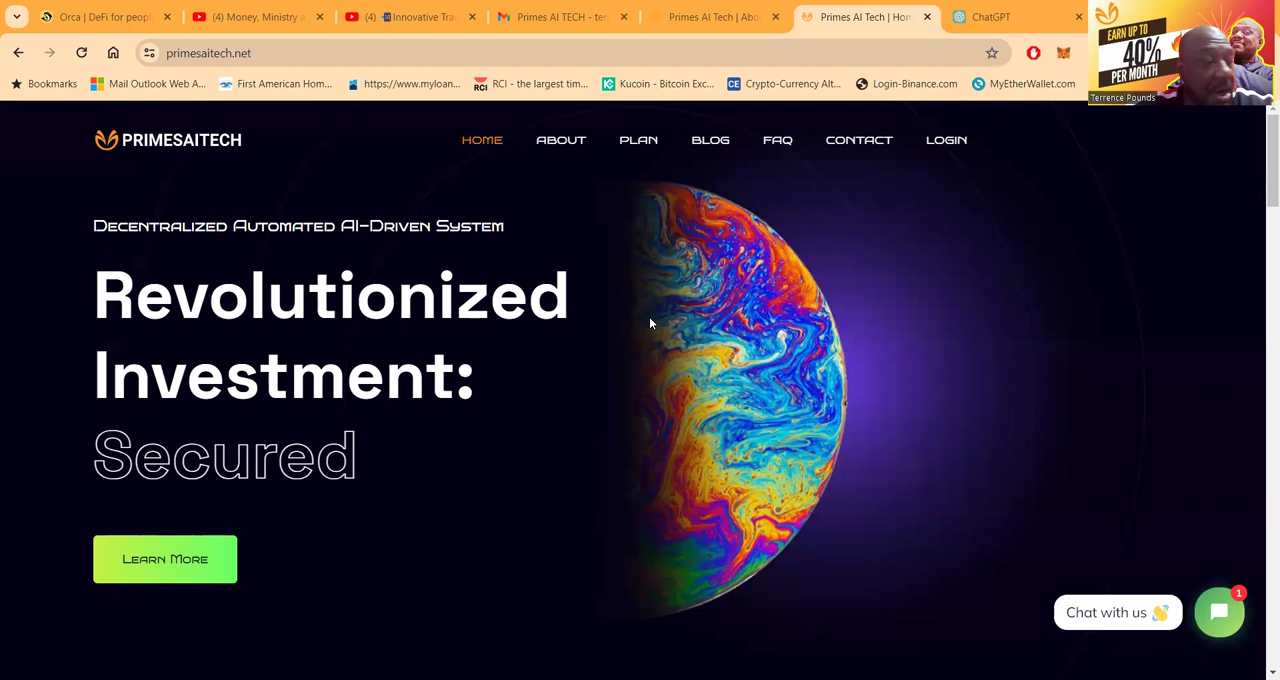 Orca | DeFi for peopl
(4) Money, Ministry a
(4) Innovative Trac
Primes AI TECH - ter
Primes AI Tech | Abo
Primes AI Tech | Hom
ChatGPT
primesaitech.net
Bookmarks
Mail Outlook Web A...
First American Hom...
https://www.myloan...
RCI - the largest tim...
Kucoin - Bitcoin Exc...
Crypto-Currency Alt...
Login-Binance.com
MyEtherWallet.com
EARN UP TO
40%
PER MONTH
Terrence Pounds
PRIMESAITECH
HOME
ABOUT
PLAN
BLOG
FAQ
CONTACT
LOGIN
Decentralized Automated AI-Driven System
Revolutionized
Investment:
Secured
Learn More
Chat with us 👋
1